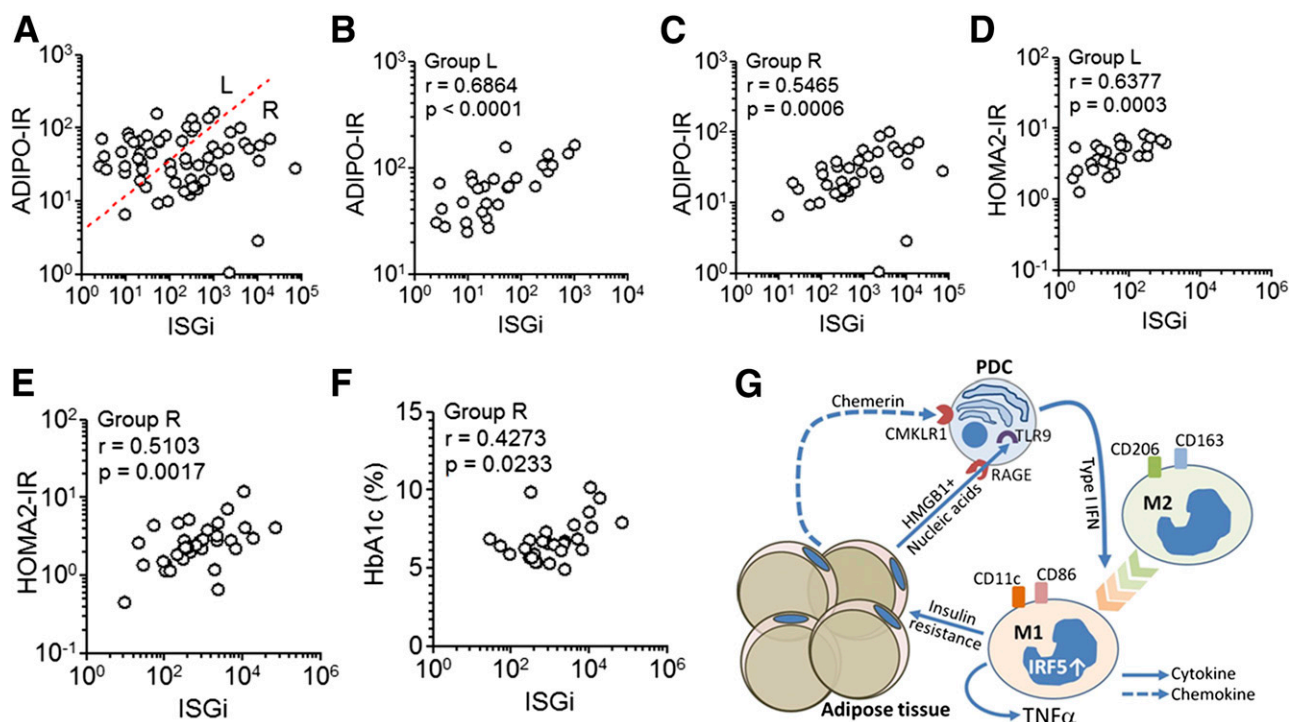 A
ADIPO-IR
10³
10²
10¹
10⁰
L
R
10⁰ 10¹ 10² 10³ 10⁴ 10⁵
ISGi
B
ADIPO-IR
10³
10²
10¹
Group L
r = 0.6864
p < 0.0001
10⁰ 10¹ 10² 10³ 10⁴
ISGi
C
ADIPO-IR
10³
10²
10¹
10⁰
Group R
r = 0.5465
p = 0.0006
10⁰ 10¹ 10² 10³ 10⁴ 10⁵
ISGi
D
HOMA2-IR
10²
10¹
10⁰
10⁻¹
Group L
r = 0.6377
p = 0.0003
10⁰ 10² 10⁴ 10⁶
ISGi
E
HOMA2-IR
10²
10¹
10⁰
10⁻¹
Group R
r = 0.5103
p = 0.0017
10⁰ 10² 10⁴ 10⁶
ISGi
F
HbA1c (%)
15
10
5
0
Group R
r = 0.4273
p = 0.0233
10² 10⁴ 10⁶
ISGi
G
PDC
Chemerin
CMKLR1
TLR9
RAGE
HMGB1+
Nucleic acids
Type I IFN
CD206
CD163
M2
CD11c
CD86
M1
IRF5↑
Insulin
resistance
Adipose tissue
TNFα
Cytokine
Chemokine